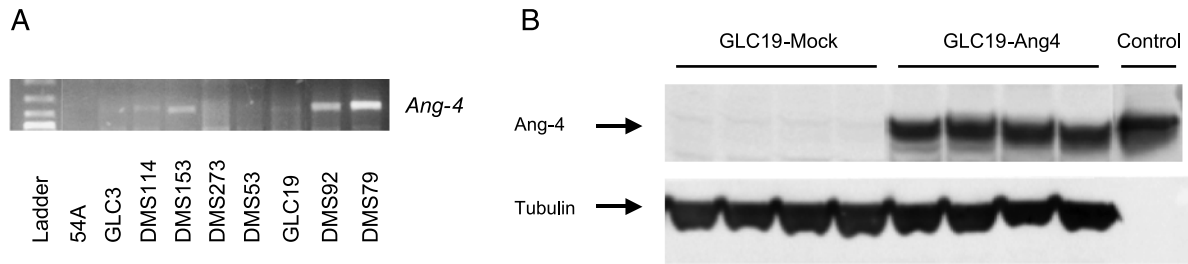 A
Ang-4
Ladder
54A
GLC3
DMS114
DMS153
DMS273
DMS53
GLC19
DMS92
DMS79
B
GLC19-Mock
GLC19-Ang4
Control
Ang-4
Tubulin